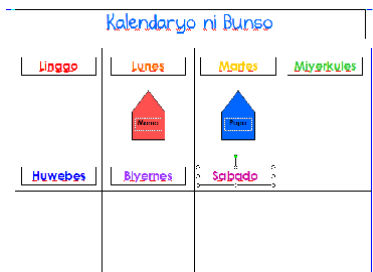 Kalendaryo ni Bunso
Linggo Lunes Martes Miyerkules
Huwebes Biyernes Sabado